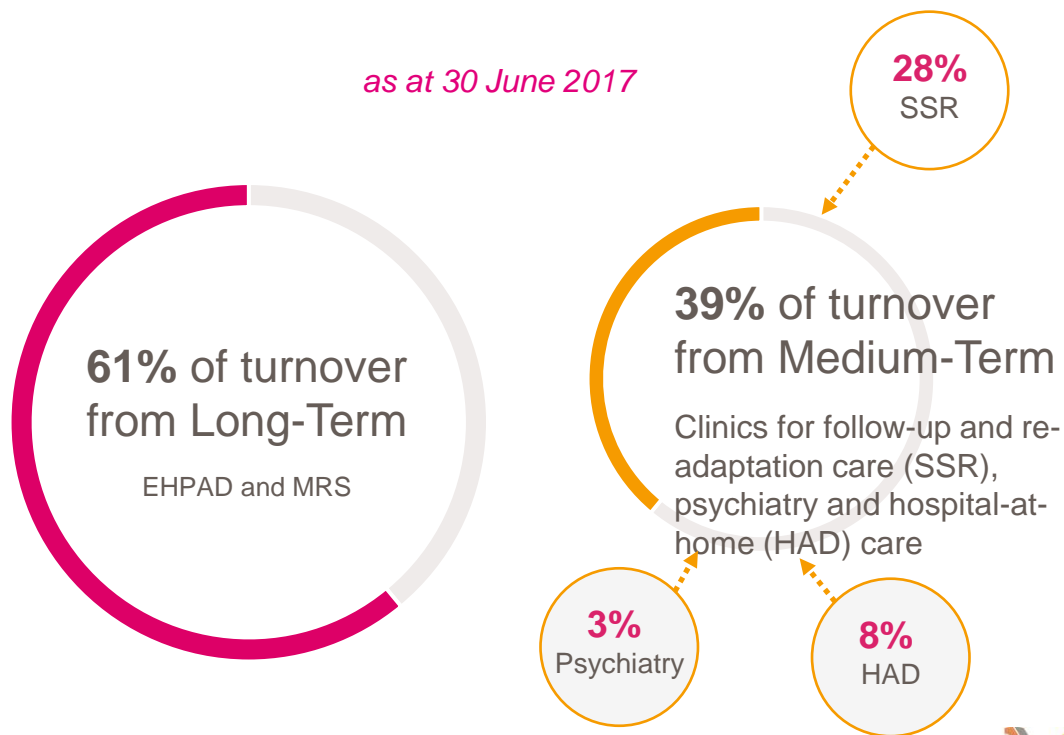 as at 30 June 2017
28%
SSR
61% of turnover
from Long-Term
EHPAD and MRS
39% of turnover
from Medium-Term
Clinics for follow-up and re-
adaptation care (SSR),
psychiatry and hospital-at-
home (HAD) care
3%
Psychiatry
8%
HAD